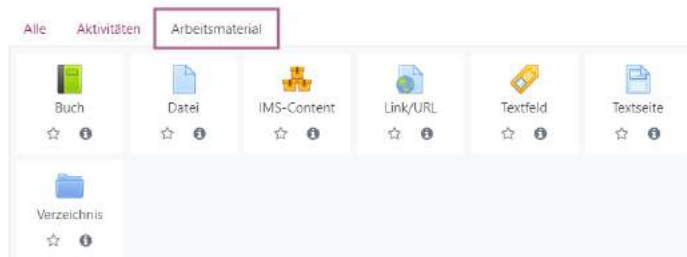 Alle Aktivitäten Arbeitsmaterial
Buch Datei IMS-Content Link/URL Textfeld Textseite
Verzeichnis